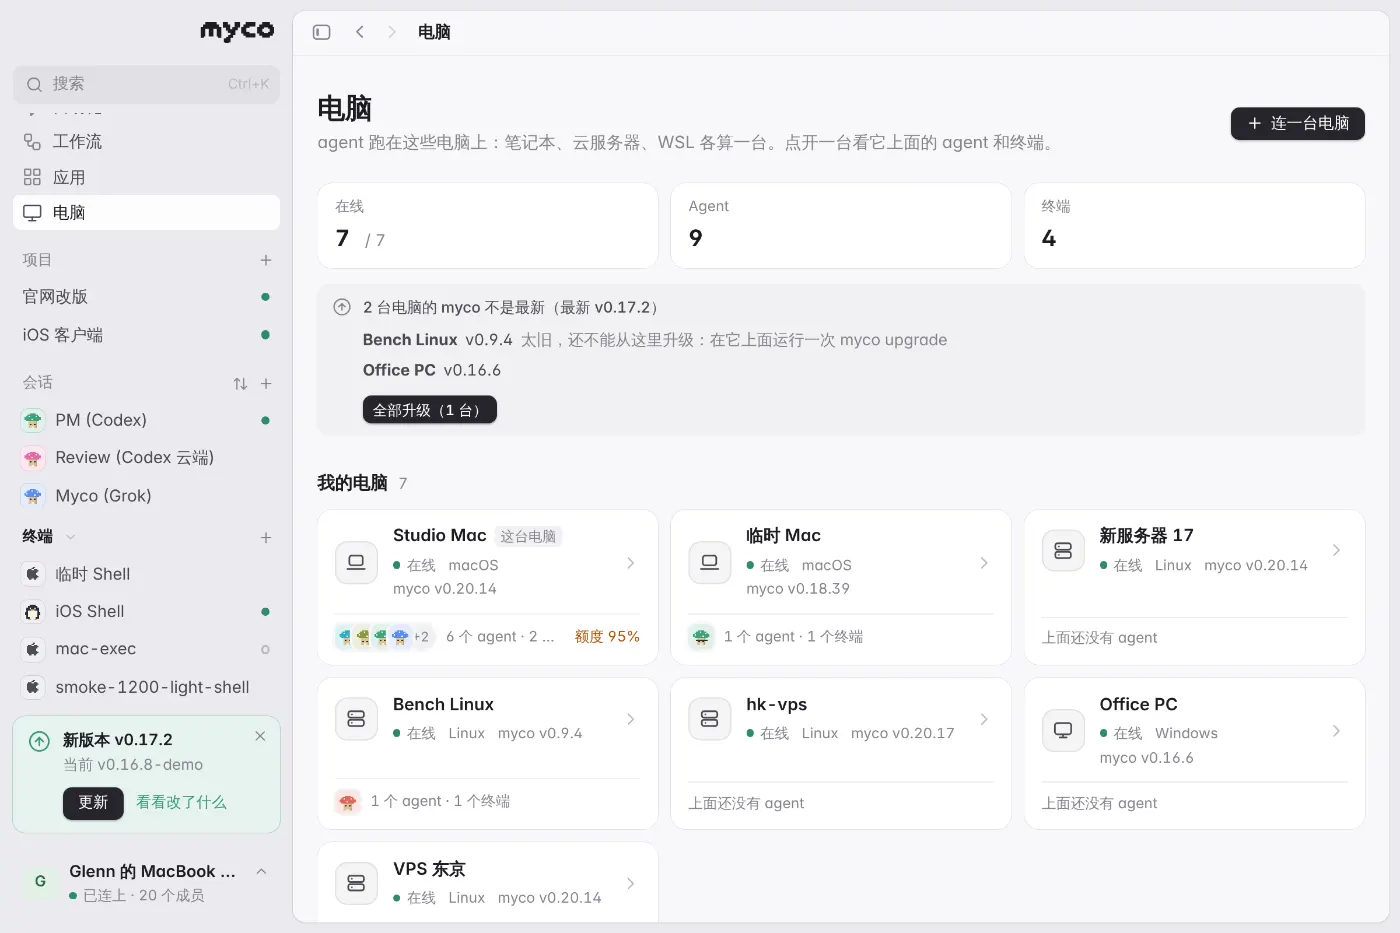 myco
搜索 Ctrl+K
工作流
应用
电脑
项目
官网改版
iOS 客户端
会话
PM (Codex)
Review (Codex 云端)
Myco (Grok)
终端
临时 Shell
iOS Shell
mac-exec
smoke-1200-light-shell
新版本 v0.17.2
当前 v0.16.8-demo
更新 看看改了什么
G
Glenn 的 MacBook ...
已连上 · 20 个成员
电脑
电脑
agent 跑在这些电脑上：笔记本、云服务器、WSL 各算一台。点开一台看它上面的 agent 和终端。
+ 连一台电脑
在线
7 / 7
Agent
9
终端
4
2 台电脑的 myco 不是最新（最新 v0.17.2）
Bench Linux v0.9.4 太旧，还不能从这里升级：在它上面运行一次 myco upgrade
Office PC v0.16.6
全部升级（1 台）
我的电脑 7
Studio Mac 这台电脑
在线 macOS
myco v0.20.14
+2 6 个 agent · 2 ... 额度 95%
临时 Mac
在线 macOS
myco v0.18.39
1 个 agent · 1 个终端
新服务器 17
在线 Linux myco v0.20.14
上面还没有 agent
Bench Linux
在线 Linux myco v0.9.4
1 个 agent · 1 个终端
hk-vps
在线 Linux myco v0.20.17
上面还没有 agent
Office PC
在线 Windows
myco v0.16.6
上面还没有 agent
VPS 东京
在线 Linux myco v0.20.14